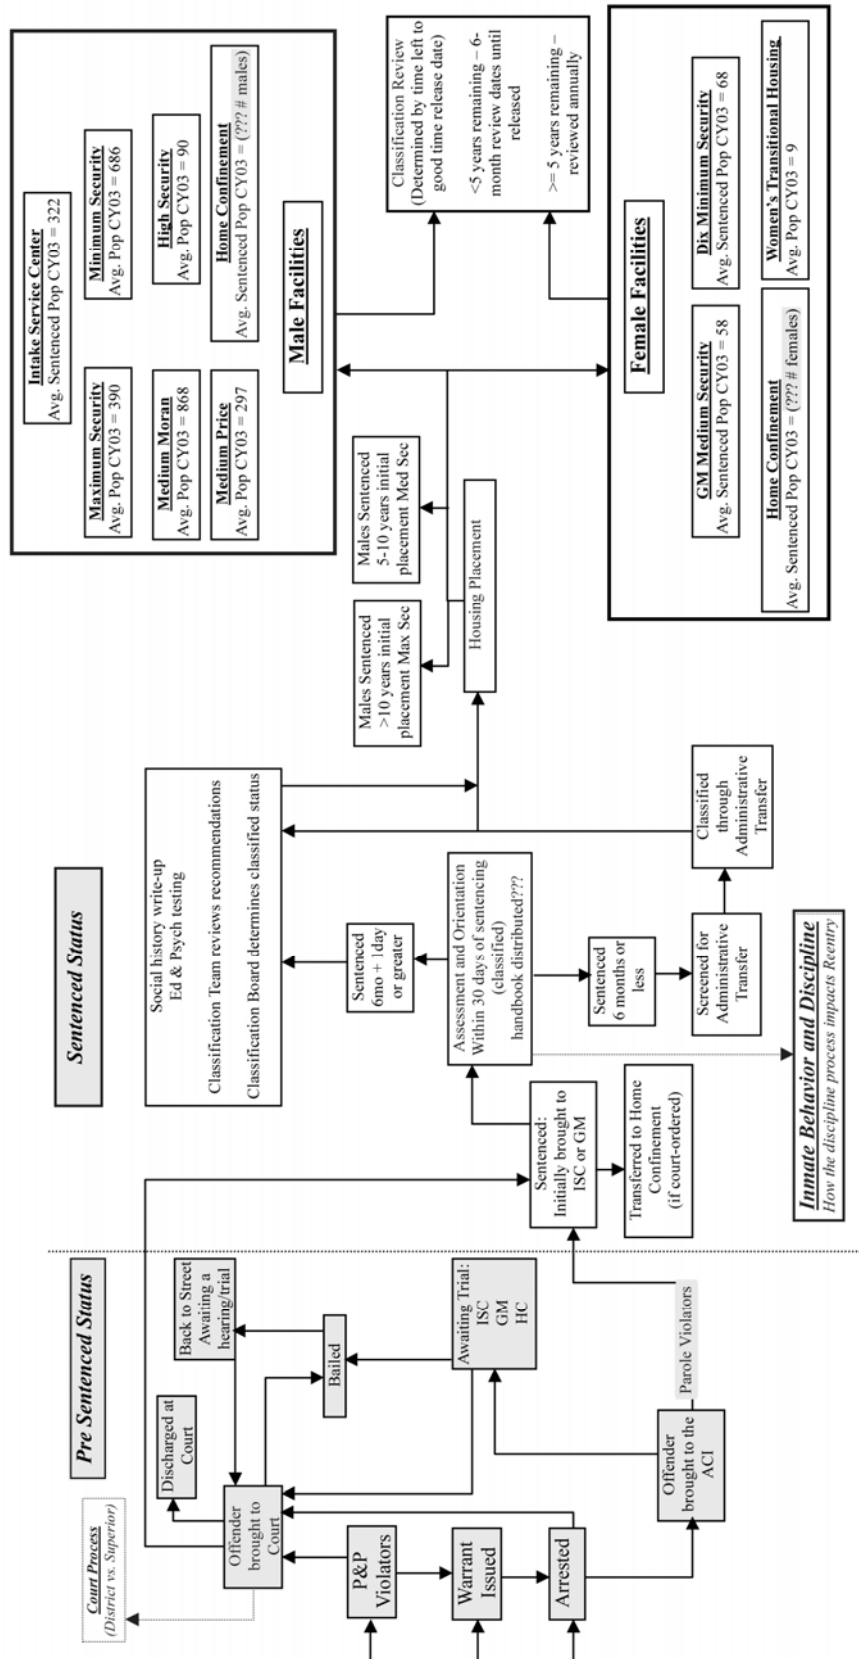 Pre Sentenced Status
Sentenced Status
Court Process
(District vs. Superior)
Discharged at
Court
Back to Street
Awaiting a
hearing/trial
Offender
brought to
Court
Bailed
P&P
Violators
Warrant
Issued
Arrested
Awaiting Trial:
ISC
GM
HC
Offender
brought to the
ACI
Parole Violators
Sentenced:
Initially brought to
ISC or GM
Transferred to Home
Confinement
(if court-ordered)
Social history write-up
Ed & Psych testing
Classification Team reviews recommendations
Classification Board determines classified status
Sentenced
6mo + 1day
or greater
Assessment and Orientation
Within 30 days of sentencing
(classified)
handbook distributed???
Sentenced
6 months or
less
Screened for
Administrative
Transfer
Classified
through
Administrative
Transfer
Inmate Behavior and Discipline
How the discipline process impacts Reentry
Males Sentenced
>10 years initial
placement Max Sec
Males Sentenced
5-10 years initial
placement Med Sec
Housing Placement
Intake Service Center
Avg. Sentenced Pop CY03 = 322
Maximum Security
Avg. Pop CY03 = 390
Minimum Security
Avg. Pop CY03 = 686
Medium Moran
Avg. Pop CY03 = 868
High Security
Avg. Pop CY03 = 90
Medium Price
Avg. Pop CY03 = 297
Home Confinement
Avg. Sentenced Pop CY03 = (??? # males)
Male Facilities
Classification Review
(Determined by time left to
good time release date)
<5 years remaining – 6-
month review dates until
released
>= 5 years remaining –
reviewed annually
Female Facilities
GM Medium Security
Avg. Sentenced Pop CY03 = 58
Dix Minimum Security
Avg. Sentenced Pop CY03 = 68
Home Confinement
Avg. Sentenced Pop CY03 = (??? # females)
Women's Transitional Housing
Avg. Pop CY03 = 9